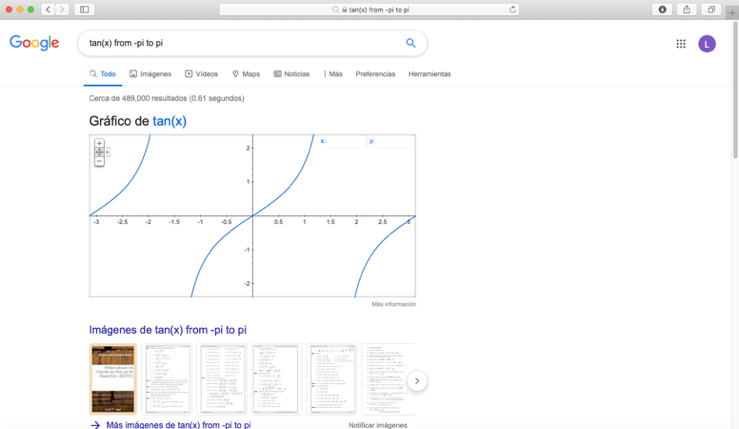 tan(x) from -pi to pi
Google
tan(x) from -pi to pi
L
Todo Imágenes Videos Maps Noticias Más Preferencias Herramientas
Cerca de 489,000 resultados (0.61 segundos)
Gráfico de tan(x)
x: y:
2
1
-3 -2.5 -2 -1.5 -1 -0.5 0.5 1 1.5 2 2.5 3
-1
-2
Más información
Imágenes de tan(x) from -pi to pi
Más imágenes de tan(x) from -pi to pi
Notificar imágenes